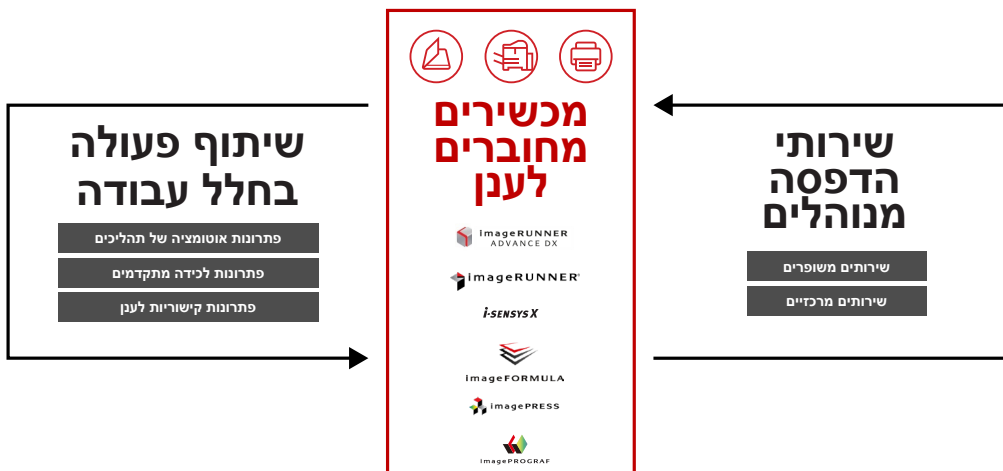 שירותי
הדפסה
מנוהלים
שירותים משופרים
שירותים מרכזיים
מכשירים
מחוברים
לענן
imageRUNNER
ADVANCE DX
imageRUNNER®
i-SENSYS X
imageFORMULA
imagePRESS
imagePROGRAF
שיתוף פעולה
בחלל עבודה
פתרונות אוטומציה של תהליכים
פתרונות לכידה מתקדמים
פתרונות קישוריות לענן